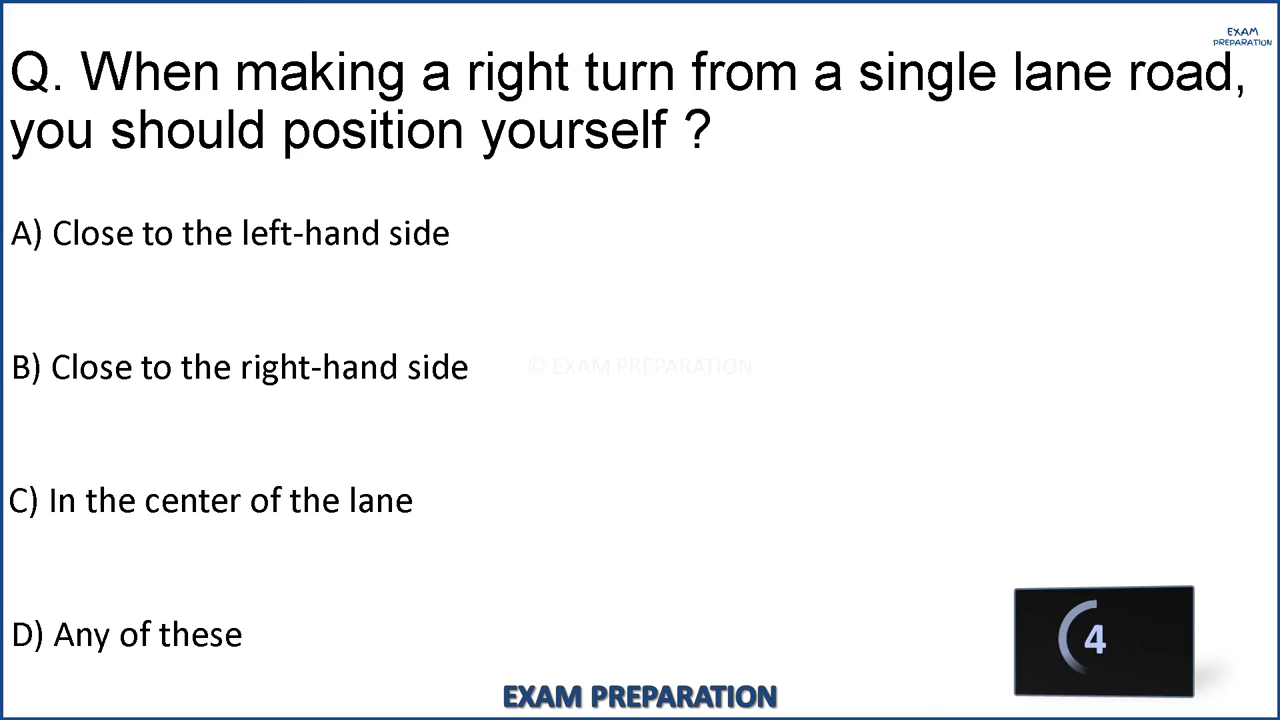 EXAM
PREPARATION
Q. When making a right turn from a single lane road,
you should position yourself ?
A) Close to the left-hand side
B) Close to the right-hand side
© EXAM PREPARATION
C) In the center of the lane
D) Any of these
4
EXAM PREPARATION